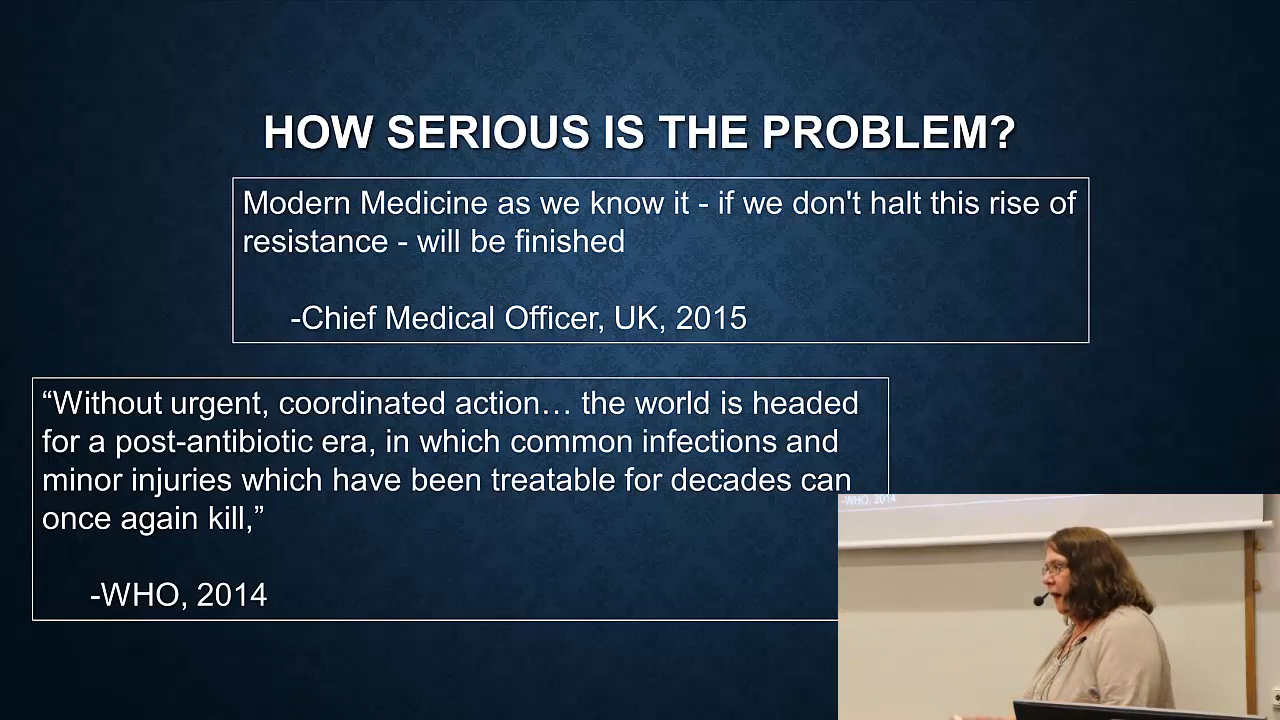 HOW SERIOUS IS THE PROBLEM?
Modern Medicine as we know it - if we don't halt this rise of
resistance - will be finished
-Chief Medical Officer, UK, 2015
“Without urgent, coordinated action… the world is headed
for a post-antibiotic era, in which common infections and
minor injuries which have been treatable for decades can
once again kill,”
-WHO, 2014
-WHO, 2014